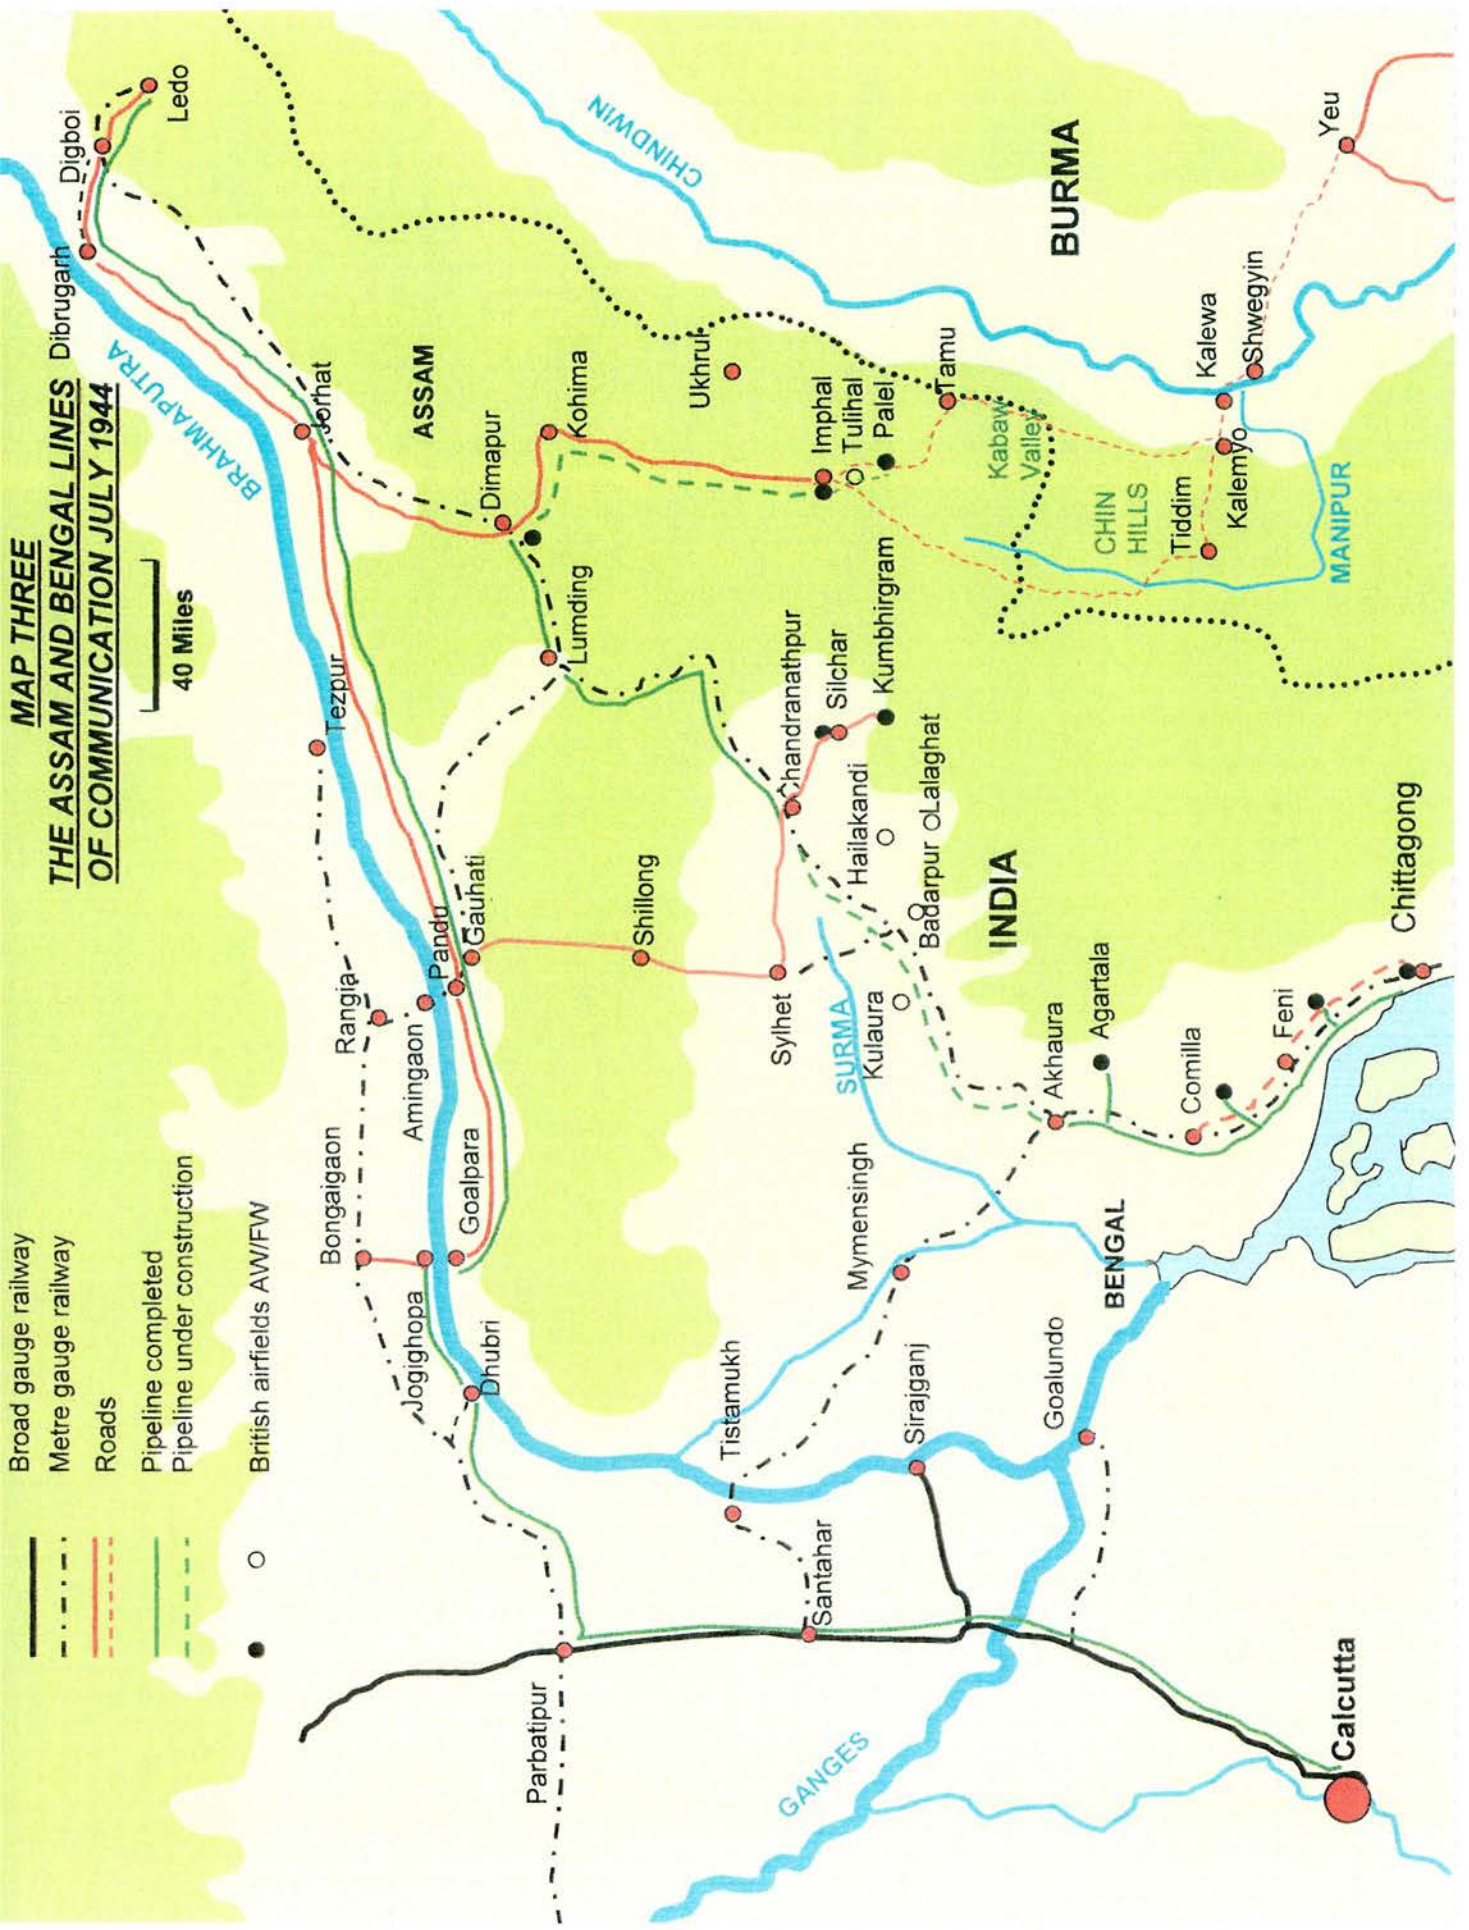 MAP THREE
THE ASSAM AND BENGAL LINES
OF COMMUNICATION JULY 1944
40 Miles
Broad gauge railway
Metre gauge railway
Roads
Pipeline completed
Pipeline under construction
British airfields AW/FW
Digboi
Ledo
Dibrugarh
BRAHMAPUTRA
Jorhat
ASSAM
Dimapur
Kohima
Lumding
Tezpur
Ukhrul
Imphal
Tulihal
Palel
Tamu
Kabaw
Valley
CHIN
HILLS
Tiddim
Kalemyo
Kalewa
Shwegyin
Yeu
BURMA
CHINDWIN
MANIPUR
Rangia
Amingaon
Pandu
Gauhati
Shillong
Sylhet
Chandranathpur
Silchar
Kumbhirgram
Hailakandi
Lalaghat
Badarpur
Kulaura
SURMA
INDIA
Bongaigaon
Goalpara
Jogighopa
Dhubri
Mymensingh
Akhaura
Agartala
Comilla
Feni
Chittagong
BENGAL
Tistamukh
Sirajganj
Goalundo
Santahar
Parbatipur
GANGES
Calcutta